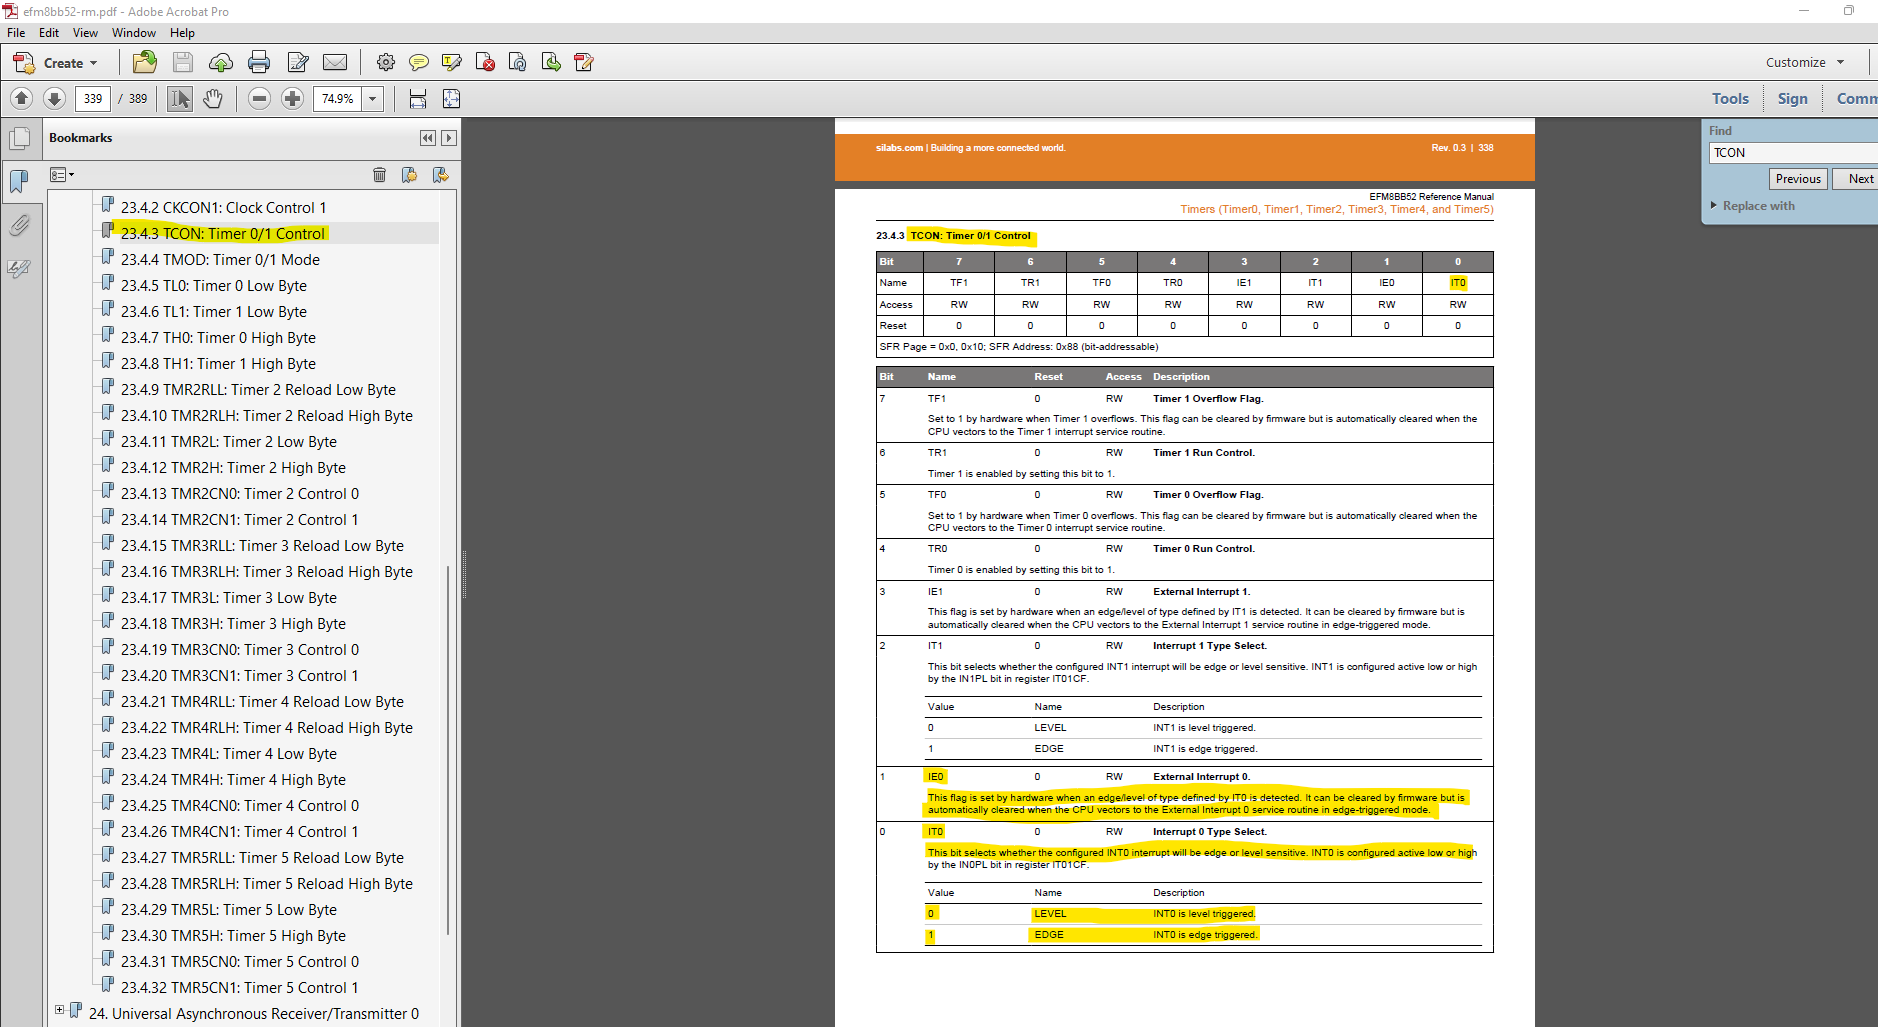 efm8bb52-rm.pdf - Adobe Acrobat Pro
File Edit View Window Help
Create
Customize
339 / 389
74.9%
Tools Sign Comm
Bookmarks
23.4.2 CKCON1: Clock Control 1
23.4.3 TCON: Timer 0/1 Control
23.4.4 TMOD: Timer 0/1 Mode
23.4.5 TL0: Timer 0 Low Byte
23.4.6 TL1: Timer 1 Low Byte
23.4.7 TH0: Timer 0 High Byte
23.4.8 TH1: Timer 1 High Byte
23.4.9 TMR2RLL: Timer 2 Reload Low Byte
23.4.10 TMR2RLH: Timer 2 Reload High Byte
23.4.11 TMR2L: Timer 2 Low Byte
23.4.12 TMR2H: Timer 2 High Byte
23.4.13 TMR2CN0: Timer 2 Control 0
23.4.14 TMR2CN1: Timer 2 Control 1
23.4.15 TMR3RLL: Timer 3 Reload Low Byte
23.4.16 TMR3RLH: Timer 3 Reload High Byte
23.4.17 TMR3L: Timer 3 Low Byte
23.4.18 TMR3H: Timer 3 High Byte
23.4.19 TMR3CN0: Timer 3 Control 0
23.4.20 TMR3CN1: Timer 3 Control 1
23.4.21 TMR4RLL: Timer 4 Reload Low Byte
23.4.22 TMR4RLH: Timer 4 Reload High Byte
23.4.23 TMR4L: Timer 4 Low Byte
23.4.24 TMR4H: Timer 4 High Byte
23.4.25 TMR4CN0: Timer 4 Control 0
23.4.26 TMR4CN1: Timer 4 Control 1
23.4.27 TMR5RLL: Timer 5 Reload Low Byte
23.4.28 TMR5RLH: Timer 5 Reload High Byte
23.4.29 TMR5L: Timer 5 Low Byte
23.4.30 TMR5H: Timer 5 High Byte
23.4.31 TMR5CN0: Timer 5 Control 0
23.4.32 TMR5CN1: Timer 5 Control 1
24. Universal Asynchronous Receiver/Transmitter 0
silabs.com | Building a more connected world. Rev. 0.3 | 338
EFM8BB52 Reference Manual
Timers (Timer0, Timer1, Timer2, Timer3, Timer4, and Timer5)
23.4.3 TCON: Timer 0/1 Control
Bit 7 6 5 4 3 2 1 0
Name TF1 TR1 TF0 TR0 IE1 IT1 IE0 IT0
Access RW RW RW RW RW RW RW RW
Reset 0 0 0 0 0 0 0 0
SFR Page = 0x0, 0x10; SFR Address: 0x88 (bit-addressable)
Bit Name Reset Access Description
7 TF1 0 RW Timer 1 Overflow Flag.
Set to 1 by hardware when Timer 1 overflows. This flag can be cleared by firmware but is automatically cleared when the
CPU vectors to the Timer 1 interrupt service routine.
6 TR1 0 RW Timer 1 Run Control.
Timer 1 is enabled by setting this bit to 1.
5 TF0 0 RW Timer 0 Overflow Flag.
Set to 1 by hardware when Timer 0 overflows. This flag can be cleared by firmware but is automatically cleared when the
CPU vectors to the Timer 0 interrupt service routine.
4 TR0 0 RW Timer 0 Run Control.
Timer 0 is enabled by setting this bit to 1.
3 IE1 0 RW External Interrupt 1.
This flag is set by hardware when an edge/level of type defined by IT1 is detected. It can be cleared by firmware but is
automatically cleared when the CPU vectors to the External Interrupt 1 service routine in edge-triggered mode.
2 IT1 0 RW Interrupt 1 Type Select.
This bit selects whether the configured INT1 interrupt will be edge or level sensitive. INT1 is configured active low or high
by the IN1PL bit in register IT01CF.
Value Name Description
0 LEVEL INT1 is level triggered.
1 EDGE INT1 is edge triggered.
1 IE0 0 RW External Interrupt 0.
This flag is set by hardware when an edge/level of type defined by IT0 is detected. It can be cleared by firmware but is
automatically cleared when the CPU vectors to the External Interrupt 0 service routine in edge-triggered mode.
0 IT0 0 RW Interrupt 0 Type Select.
This bit selects whether the configured INT0 interrupt will be edge or level sensitive. INT0 is configured active low or high
by the IN0PL bit in register IT01CF.
Value Name Description
0 LEVEL INT0 is level triggered.
1 EDGE INT0 is edge triggered.
Find
TCON
Previous Next
Replace with